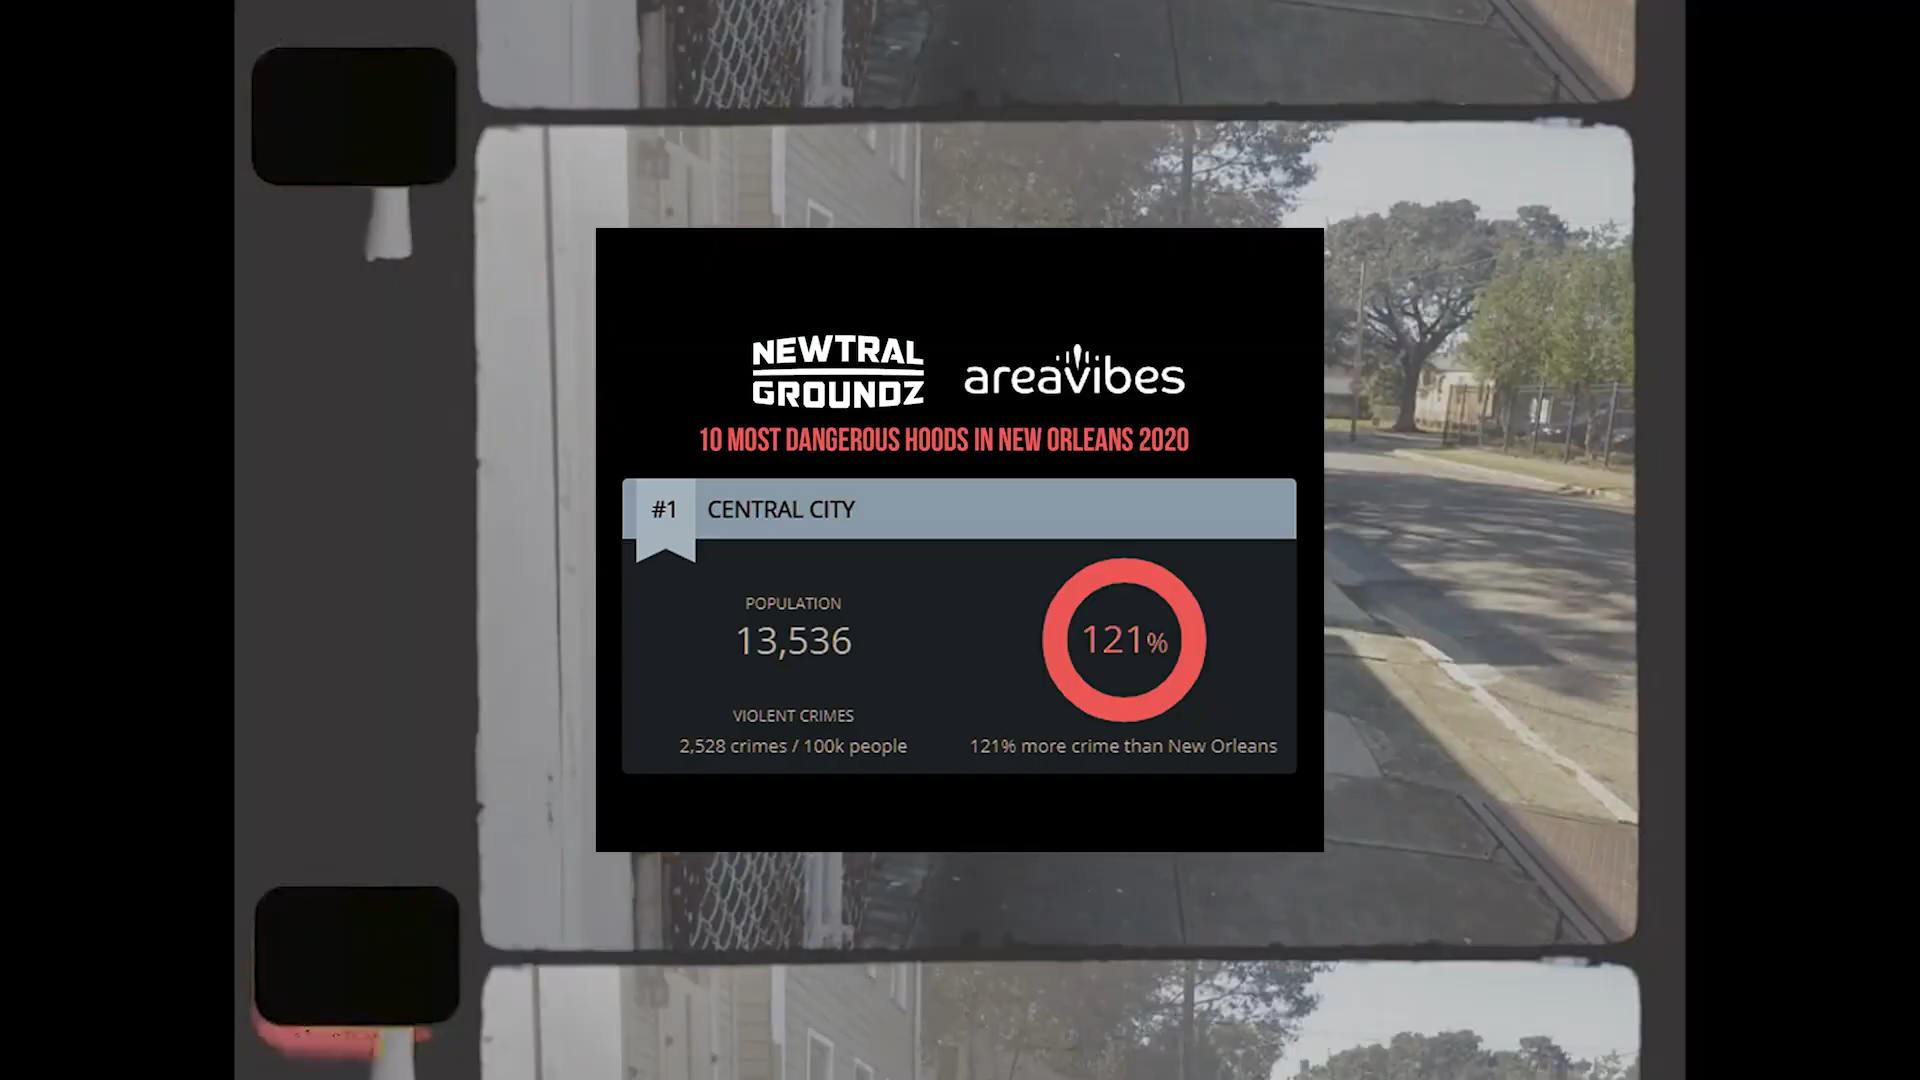 NEWTRAL
GROUNDZ
areavibes
10 MOST DANGEROUS HOODS IN NEW ORLEANS 2020
#1 CENTRAL CITY
POPULATION
13,536
121%
VIOLENT CRIMES
2,528 crimes / 100k people
121% more crime than New Orleans